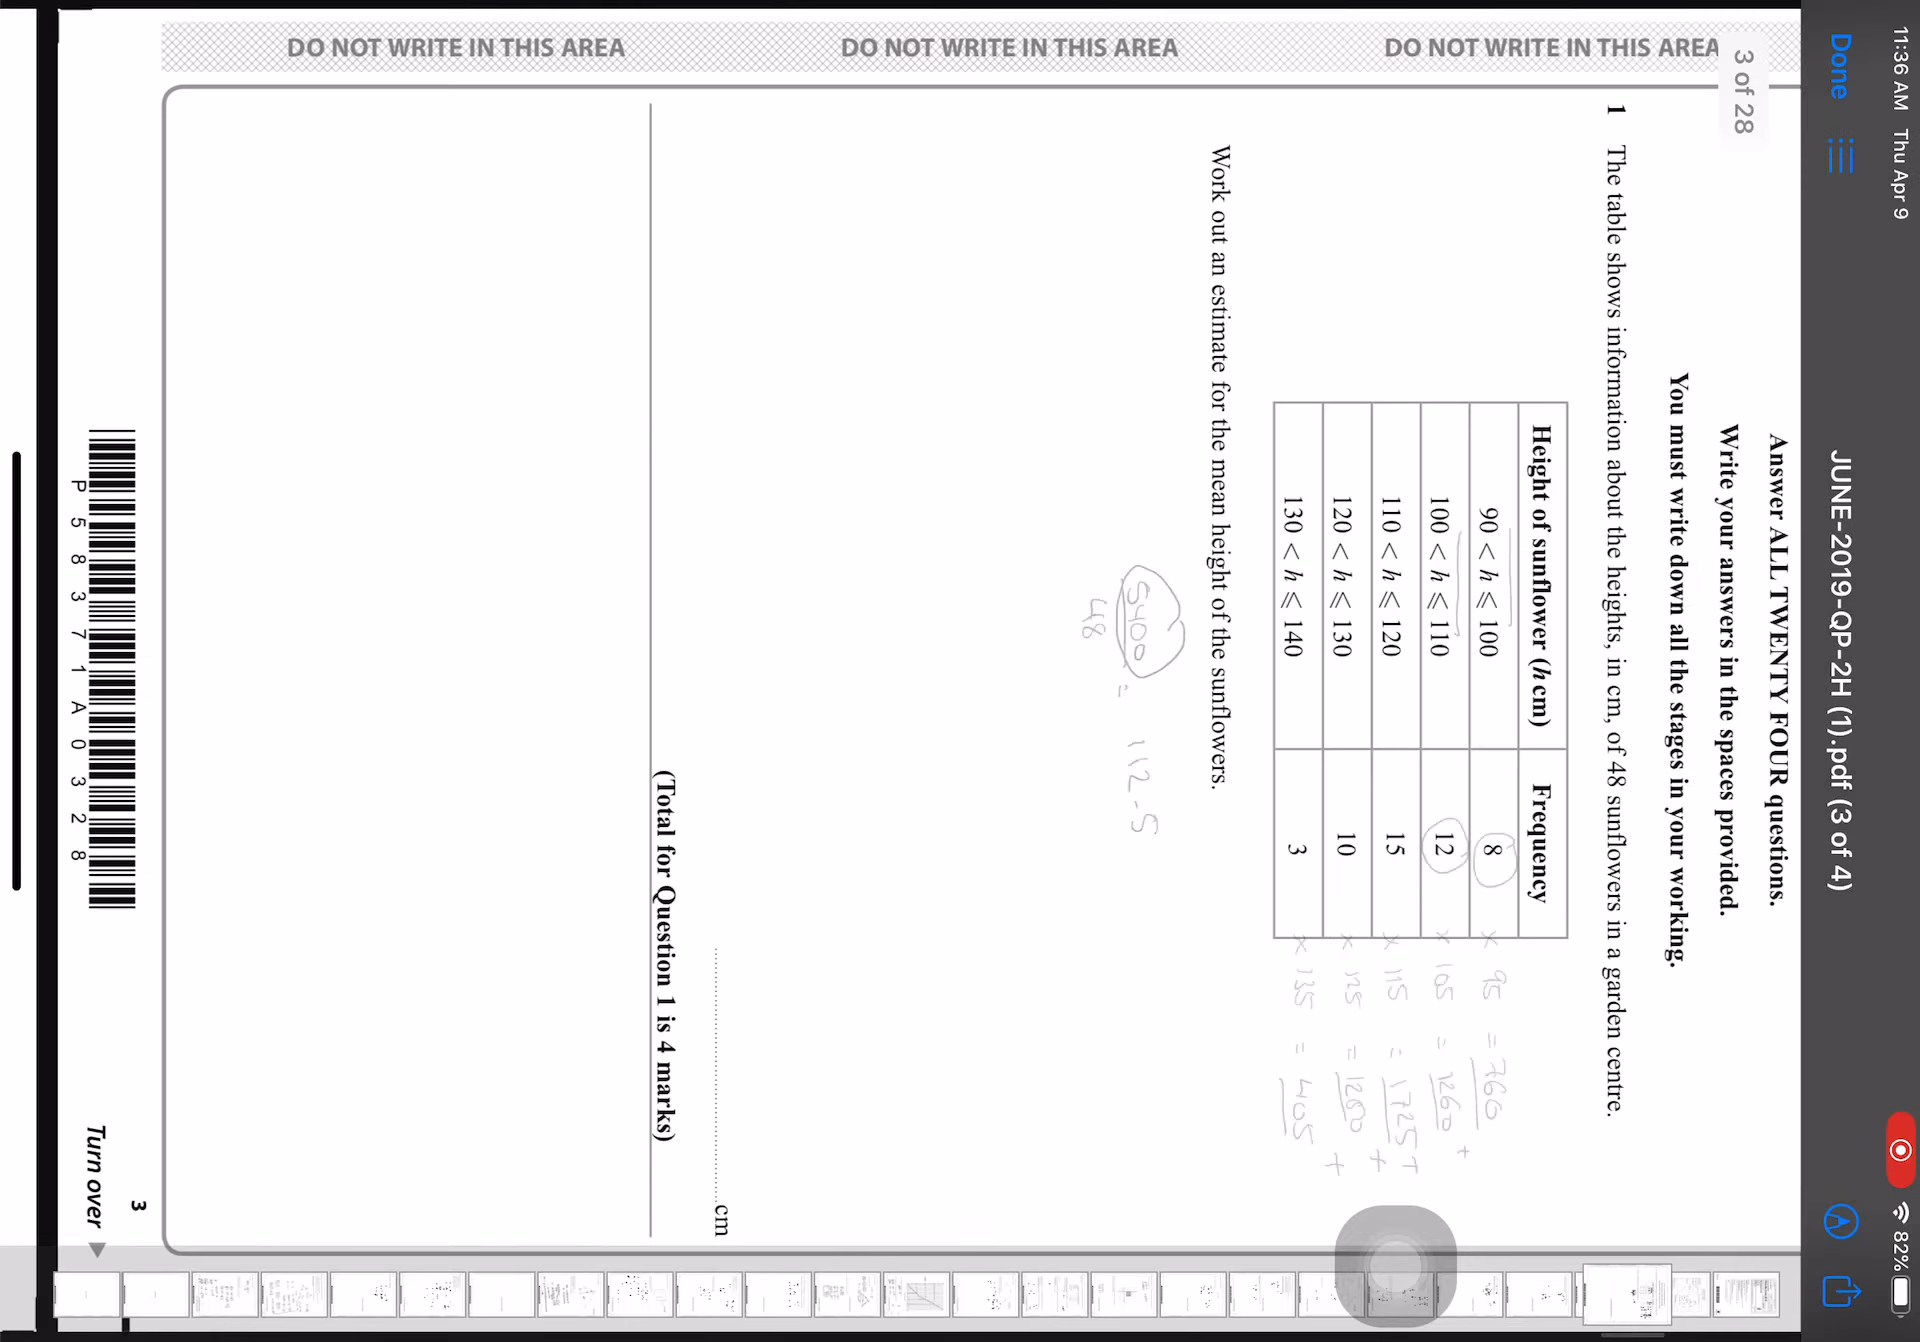 11:36 AM Thu Apr 9
82%
Done
JUNE-2019-QP-2H (1).pdf (3 of 4)
3 of 28
DO NOT WRITE IN THIS AREA
DO NOT WRITE IN THIS AREA
DO NOT WRITE IN THIS AREA
Answer ALL TWENTY FOUR questions.
Write your answers in the spaces provided.
You must write down all the stages in your working.
1 The table shows information about the heights, in cm, of 48 sunflowers in a garden centre.
Height of sunflower (h cm) Frequency
90 < h ⩽ 100 8 × 95 = 760 +
100 < h ⩽ 110 12 × 105 = 1260 +
110 < h ⩽ 120 15 × 115 = 1725 +
120 < h ⩽ 130 10 × 125 = 1250 +
130 < h ⩽ 140 3 × 135 = 405
Work out an estimate for the mean height of the sunflowers.
5400 = 112-5
48
cm
(Total for Question 1 is 4 marks)
3
Turn over
P 5 8 3 7 1 A 0 3 2 8